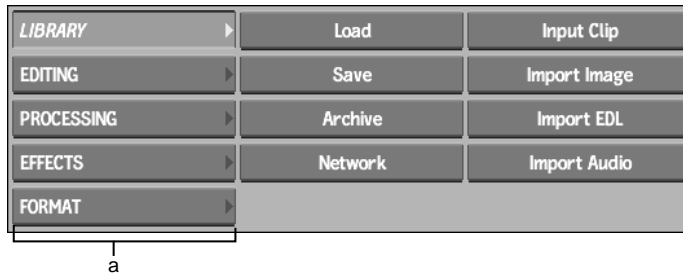 LIBRARY Load Input Clip
EDITING Save Import Image
PROCESSING Archive Import EDL
EFFECTS Network Import Audio
FORMAT
a